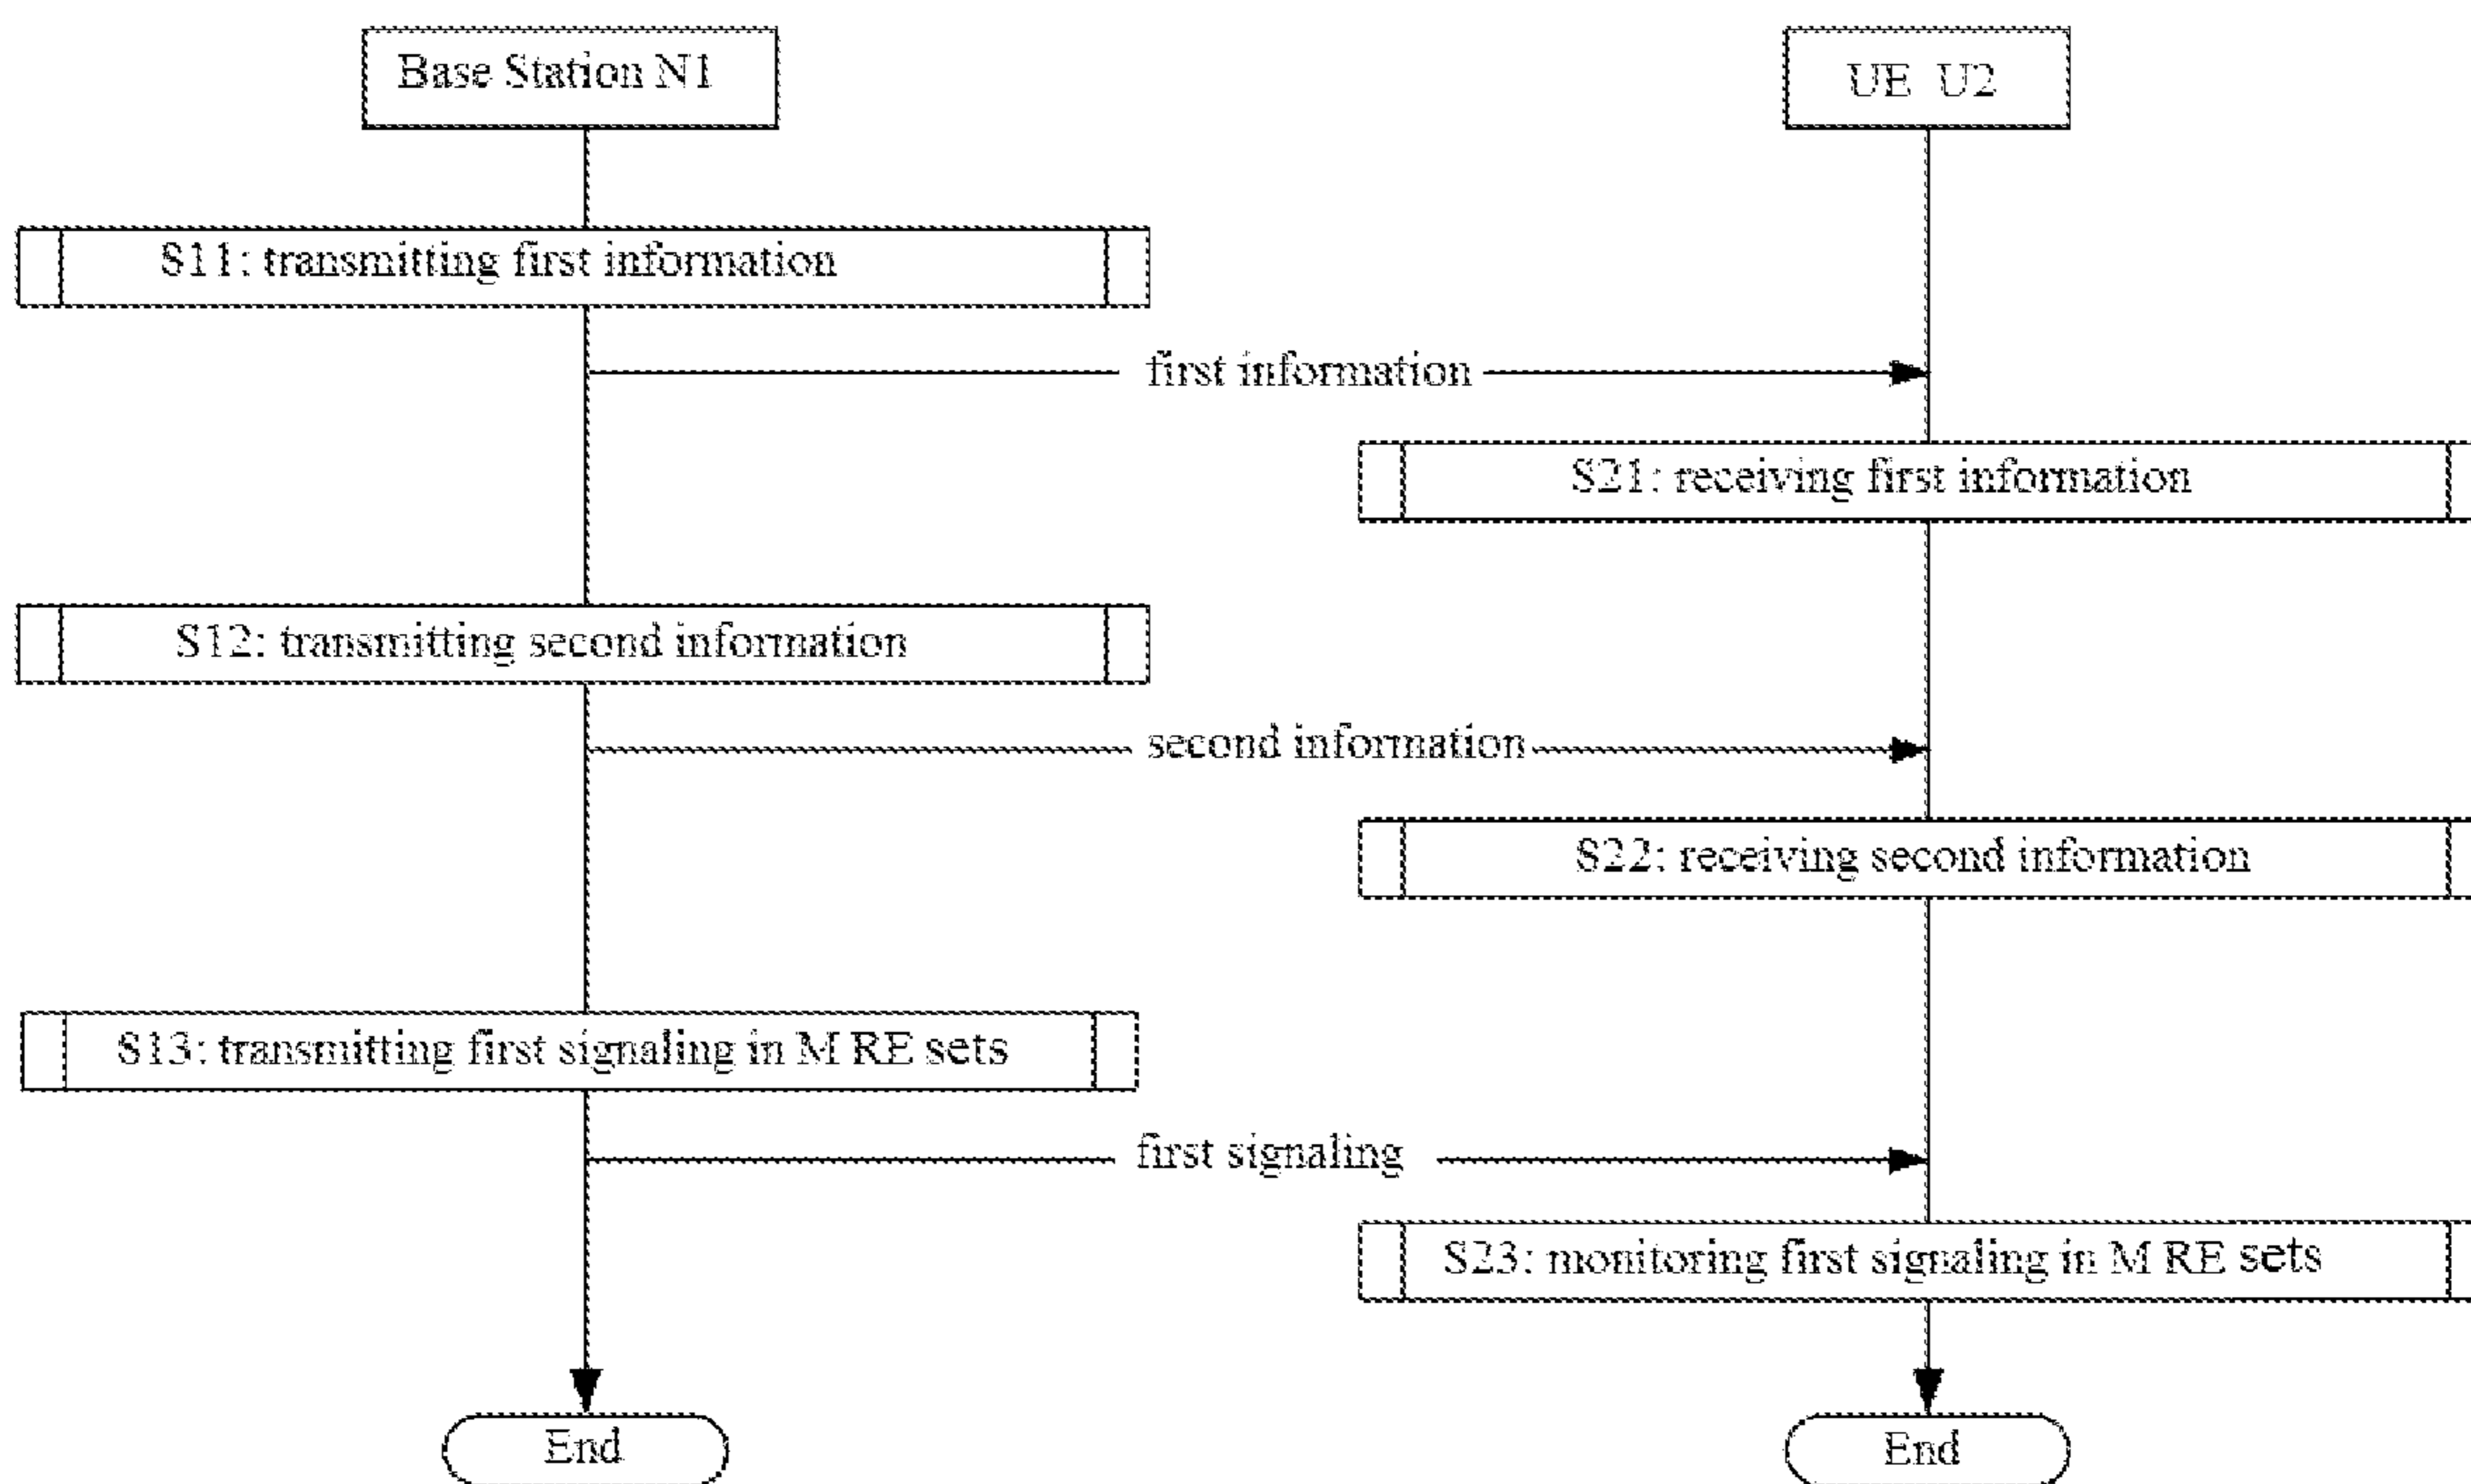 Base Station N1
UE U2
S11: transmitting first information
first information
S21: receiving first information
S12: transmitting second information
second information
S22: receiving second information
S13: transmitting first signaling in M RE sets
first signaling
S23: monitoring first signaling in M RE sets
End
End